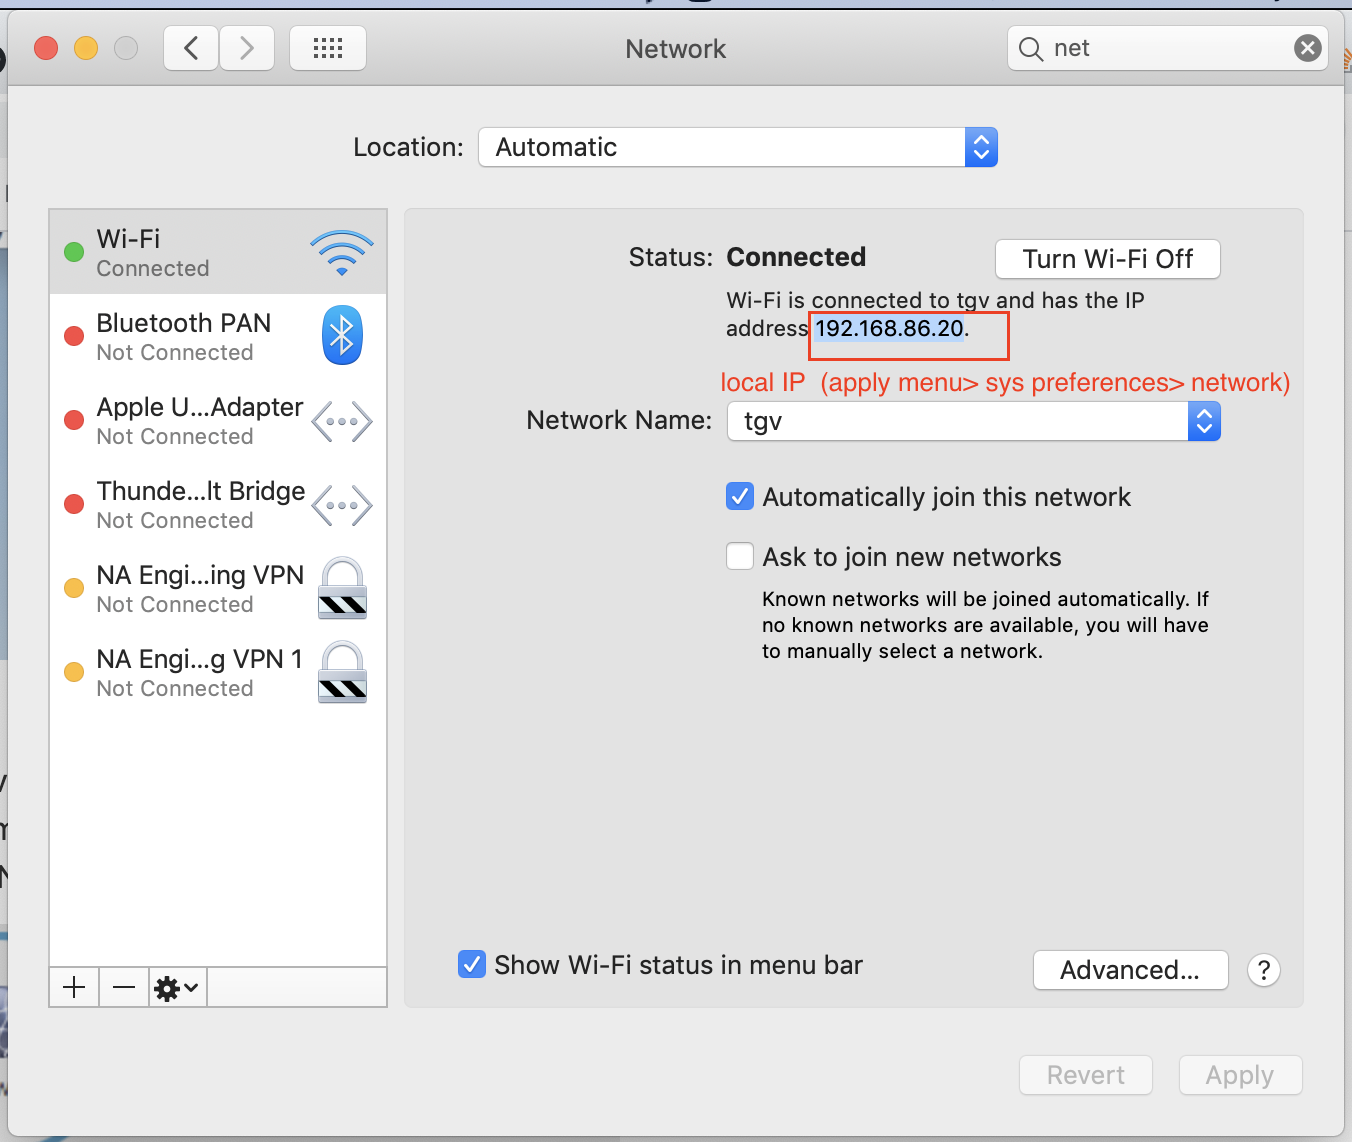 Network
net
Location: Automatic
Wi-Fi
Connected
Bluetooth PAN
Not Connected
Apple U...Adapter
Not Connected
Thunde...lt Bridge
Not Connected
NA Engi...ing VPN
Not Connected
NA Engi...g VPN 1
Not Connected
Status: Connected
Turn Wi-Fi Off
Wi-Fi is connected to tgv and has the IP
address 192.168.86.20.
local IP (apply menu> sys preferences> network)
Network Name: tgv
Automatically join this network
Ask to join new networks
Known networks will be joined automatically. If
no known networks are available, you will have
to manually select a network.
Show Wi-Fi status in menu bar
Advanced...
?
Revert
Apply